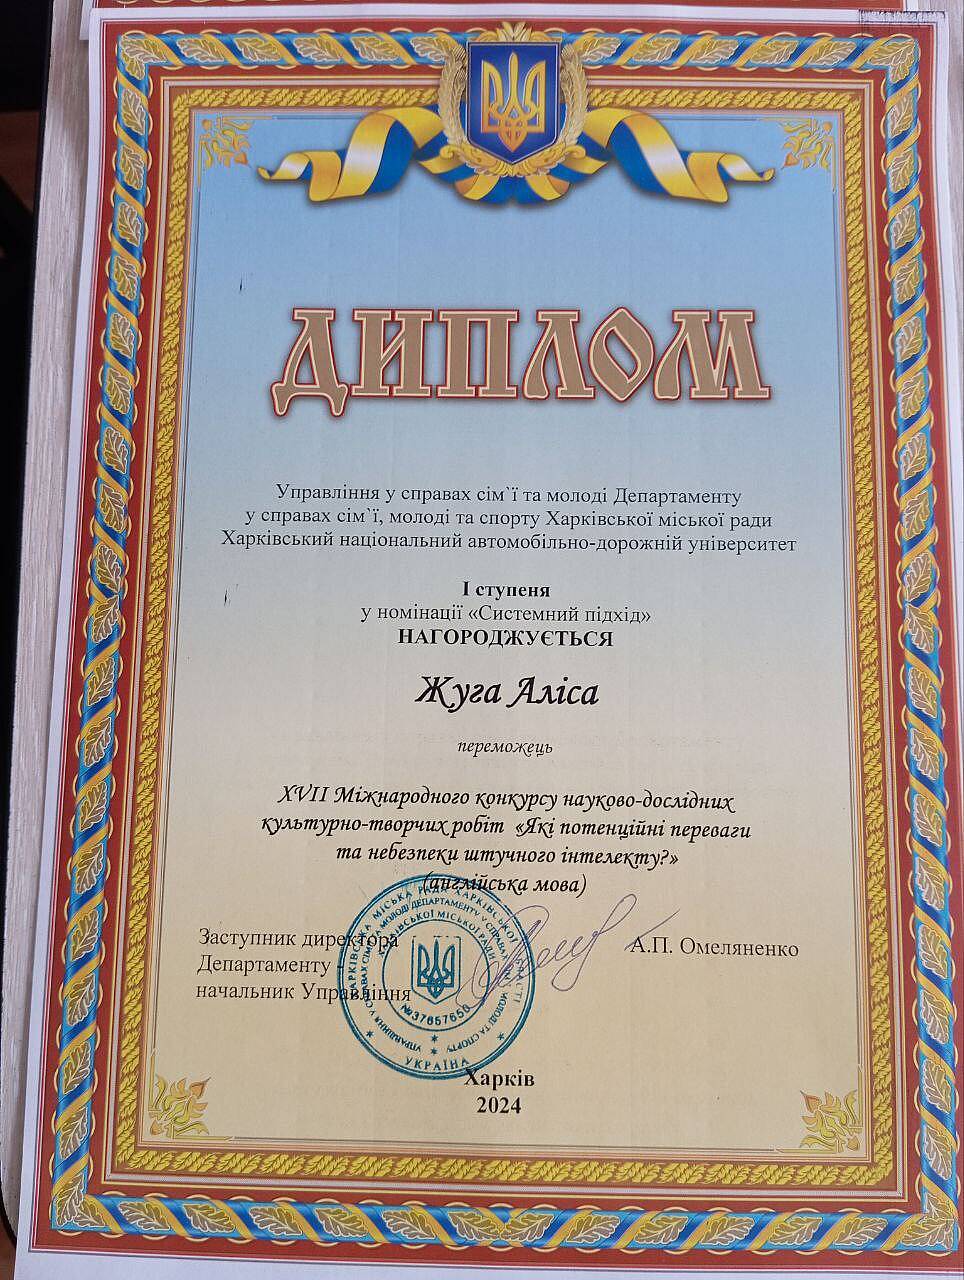 ДИПЛОМ
Управління у справах сім`ї та молоді Департаменту
у справах сім`ї, молоді та спорту Харківської міської ради
Харківський національний автомобільно-дорожній університет
І ступеня
у номінації «Системний підхід»
НАГОРОДЖУЄТЬСЯ
Жуга Аліса
переможець
XVII Міжнародного конкурсу науково-дослідних
культурно-творчих робіт «Які потенційні переваги
та небезпеки штучного інтелекту?»
(англійська мова)
Заступник директора
Департаменту
начальник Управління
А.П. Омеляненко
№37657650
УКРАЇНА
Харків
2024